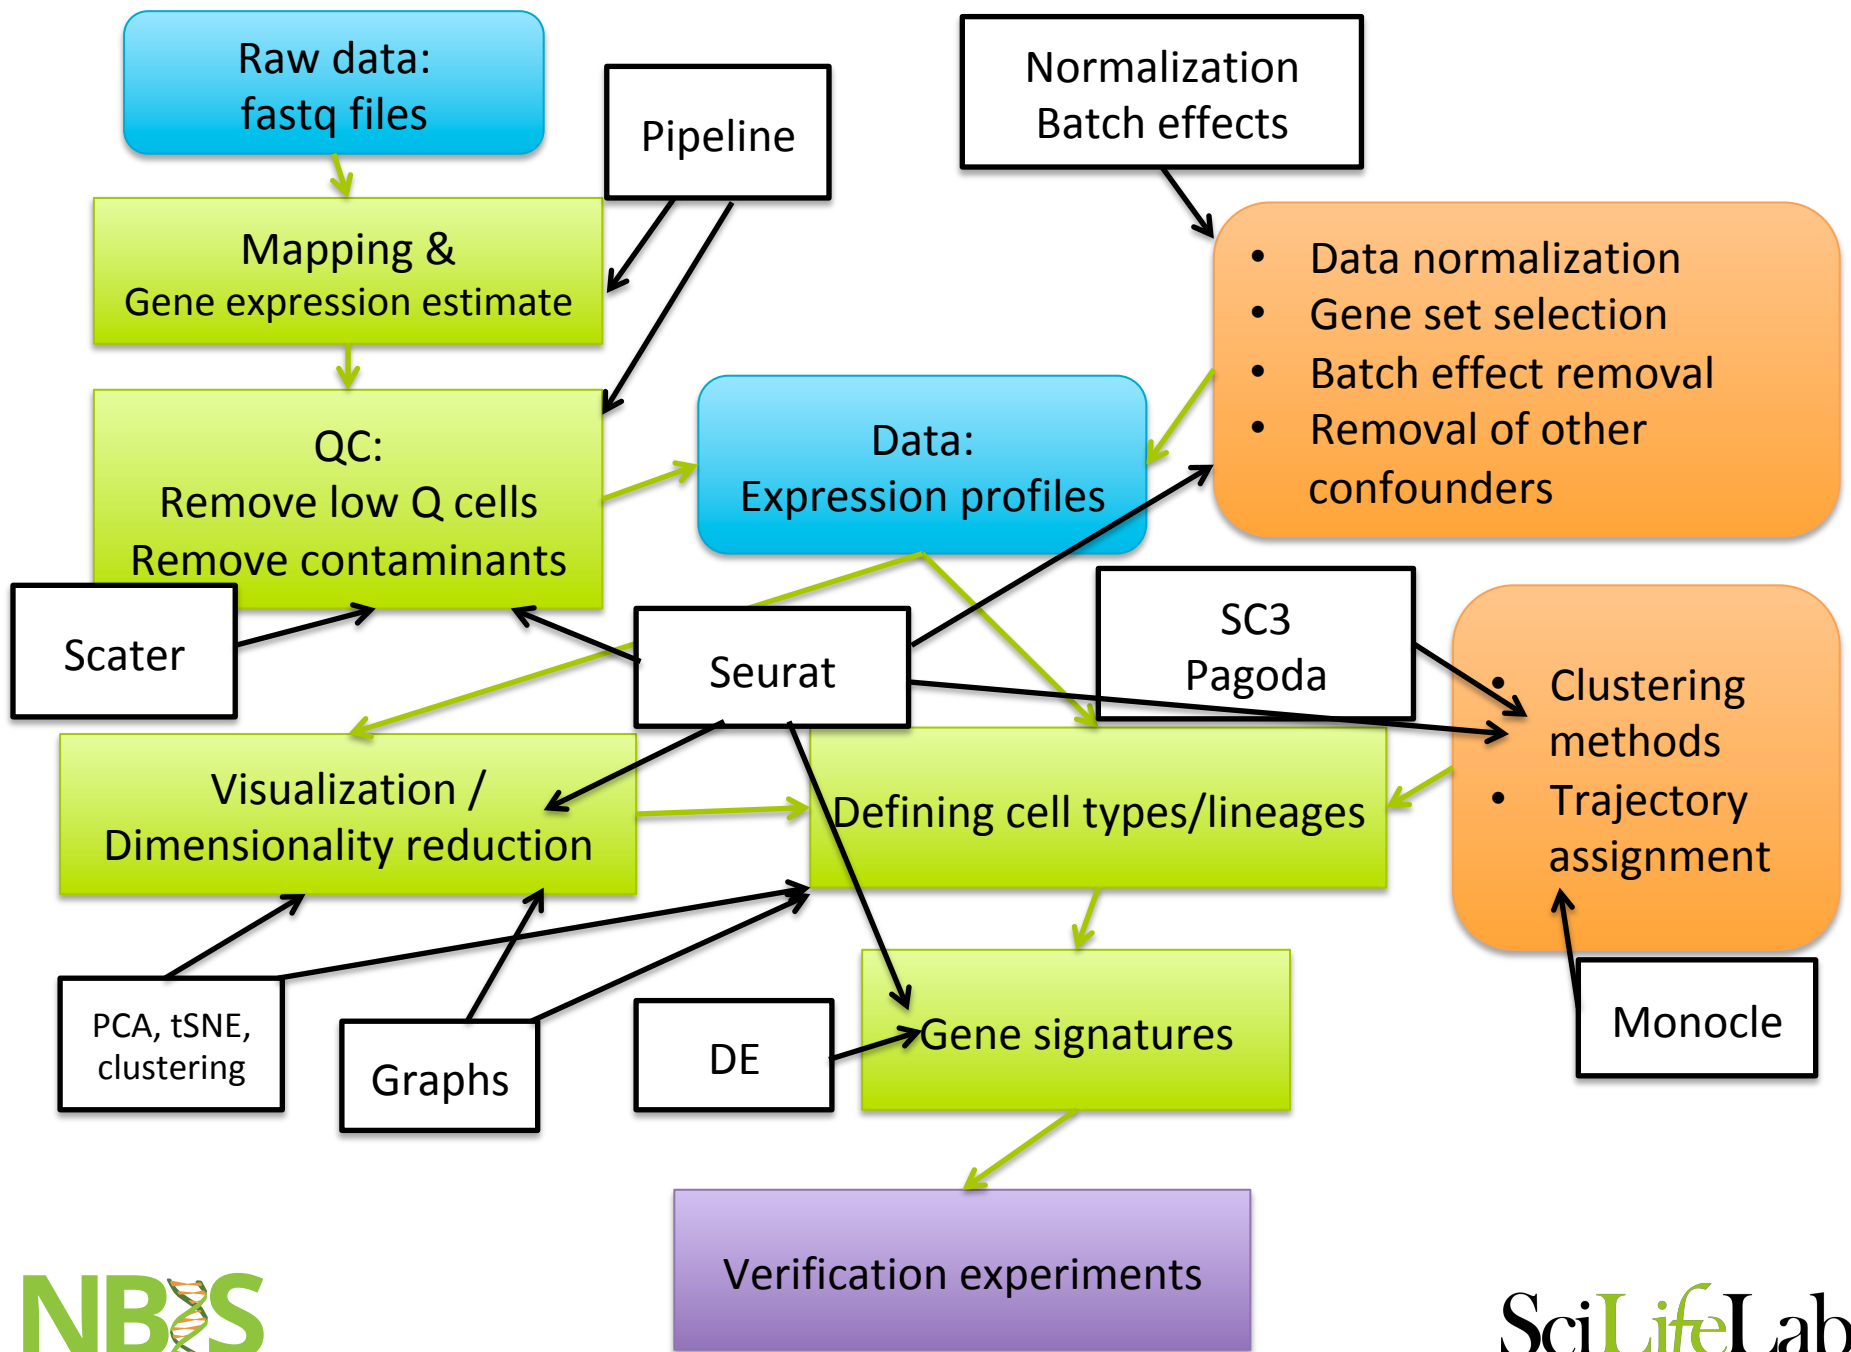 Raw data:
fastq files
Pipeline
Normalization
Batch effects
Mapping &
Gene expression estimate
• Data normalization
• Gene set selection
• Batch effect removal
• Removal of other
confounders
QC:
Remove low Q cells
Remove contaminants
Data:
Expression profiles
Scater
Seurat
SC3
Pagoda
• Clustering
methods
• Trajectory
assignment
Visualization /
Dimensionality reduction
Defining cell types/lineages
PCA, tSNE,
clustering
Graphs
DE
Gene signatures
Monocle
Verification experiments
NBIS
SciLifeLab